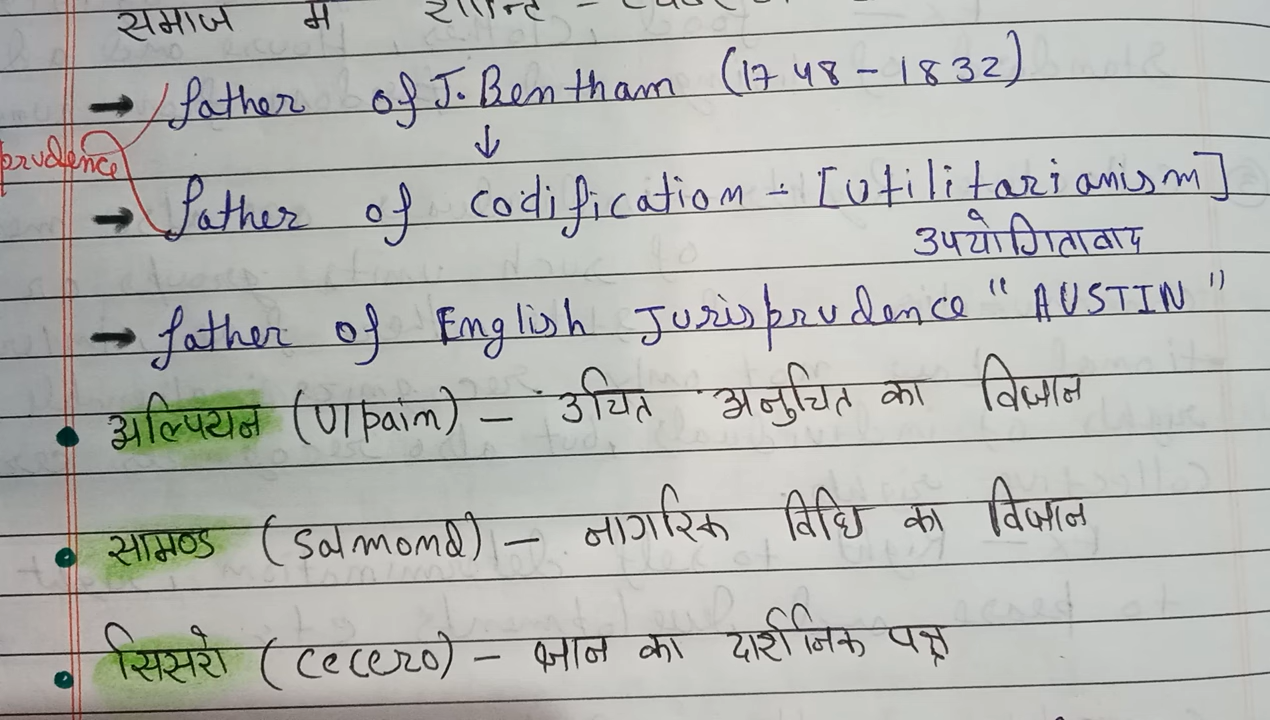 समाज में शान्ति -
→ father of J. Bentham (1748 - 1832)
↓
prudence
→ father of codification - [Utilitarianism]
उपयोगितावाद
→ father of English Jurisprudence "AUSTIN"
• अल्पियन (Ulpain) - उचित अनुचित का विज्ञान
• सामण्ड (Salmond) - नागरिक विधि का विज्ञान
• सिसरो (Cecero) - ज्ञान का दार्शनिक पक्ष